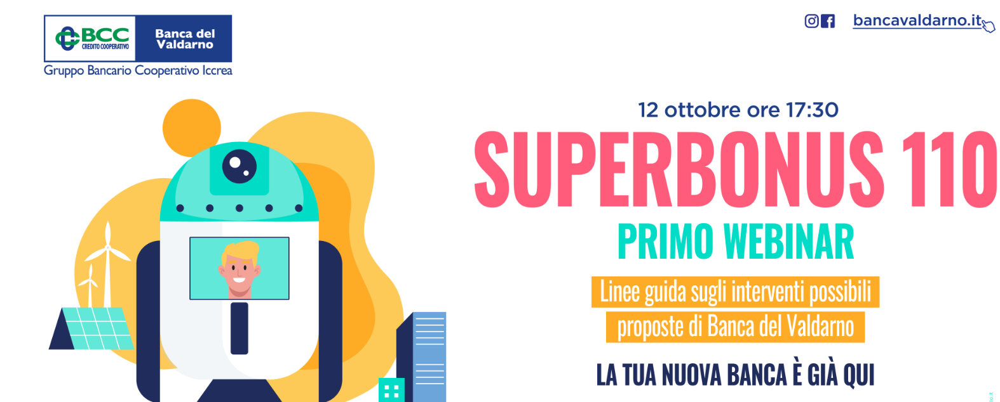 BCC
CREDITO COOPERATIVO
Banca del
Valdarno
Gruppo Bancario Cooperativo Iccrea
bancavaldarno.it
12 ottobre ore 17:30
SUPERBONUS 110
PRIMO WEBINAR
Linee guida sugli interventi possibili
proposte di Banca del Valdarno
LA TUA NUOVA BANCA È GIÀ QUI